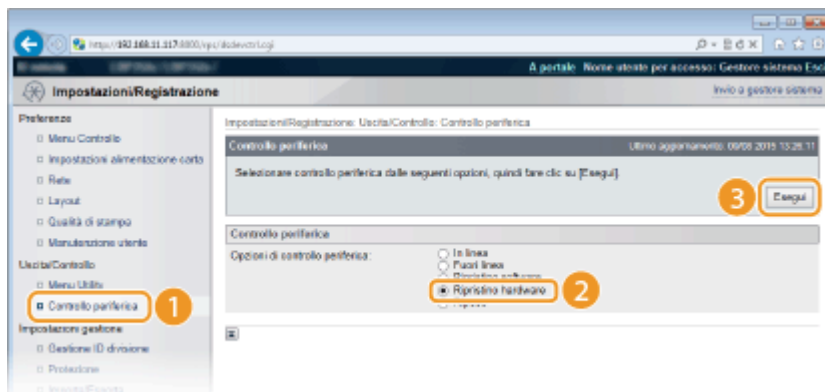 http://192.168.11.117:8000/rps/dsdevctrl.cgi
A portale Nome utente per accesso: Gestore sistema
Impostazioni/Registrazione
Invio a gestore sistema
Preferenze
Menu Controllo
Impostazioni alimentazione carta
Rete
Layout
Qualità di stampa
Manutenzione utente
Uscita/Controllo
Menu Utility
Controllo periferica
1
Impostazioni gestione
Gestione ID divisione
Protezione
Impostazioni/Registrazione: Uscita/Controllo: Controllo periferica
Controllo periferica
Ultimo aggiornamento: 2015 13:26:11
Selezionare controllo periferica dalle seguenti opzioni, quindi fare clic su [Esegui].
3
Esegui
Controllo periferica
Opzioni di controllo periferica:
In linea
Fuori linea
Ripristino software
Ripristino hardware
2